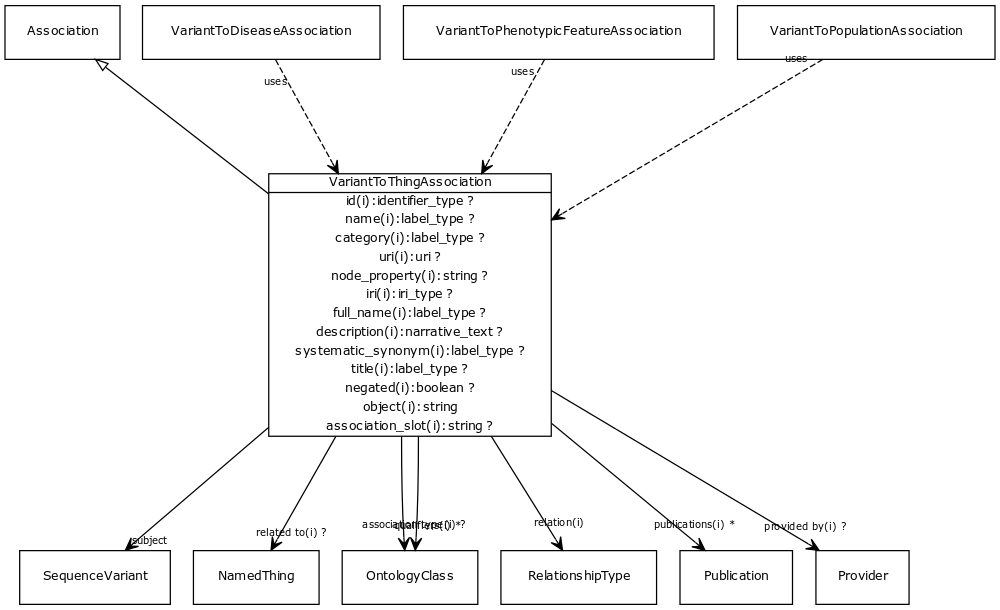 Association
VariantToDiseaseAssociation
VariantToPhenotypicFeatureAssociation
VariantToPopulationAssociation
uses
uses
uses
VariantToThingAssociation
id(i):identifier_type ?
name(i):label_type ?
category(i):label_type ?
uri(i):uri ?
node_property(i):string ?
iri(i):iri_type ?
full_name(i):label_type ?
description(i):narrative_text ?
systematic_synonym(i):label_type ?
title(i):label_type ?
negated(i):boolean ?
object(i):string
association_slot(i):string ?
subject
related to(i) ?
association type(i) ?
qualifiers(i) *
relation(i)
publications(i) *
provided by(i) ?
SequenceVariant
NamedThing
OntologyClass
RelationshipType
Publication
Provider